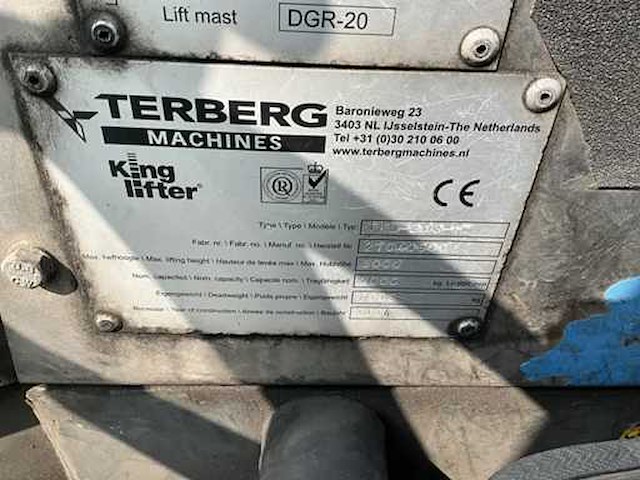 Lift mast DGR-20
TERBERG
MACHINES
Baronieweg 23
3403 NL IJsselstein-The Netherlands
Tel +31 (0)30 210 06 00
www.terbergmachines.nl
King
lifter®
R
CE
Type \ Type \ Modele \ Typ
Fabr. nr. \ Fabr. no. \ Manuf. no. \ Herstell Nr.
Max. hefhoogte \ Max. lifting height \ Hauteur de levée max \ Max. Hubhöhe
Nom. capaciteit \ Nom. capacity \ Capacité nom. \ Tragfähigkeit kg
Eigengewicht \ Deadweight \ Poids propre \ Eigengewicht kg
Bouwjaar \ Year of construction \ Année de construction \ Baujahr